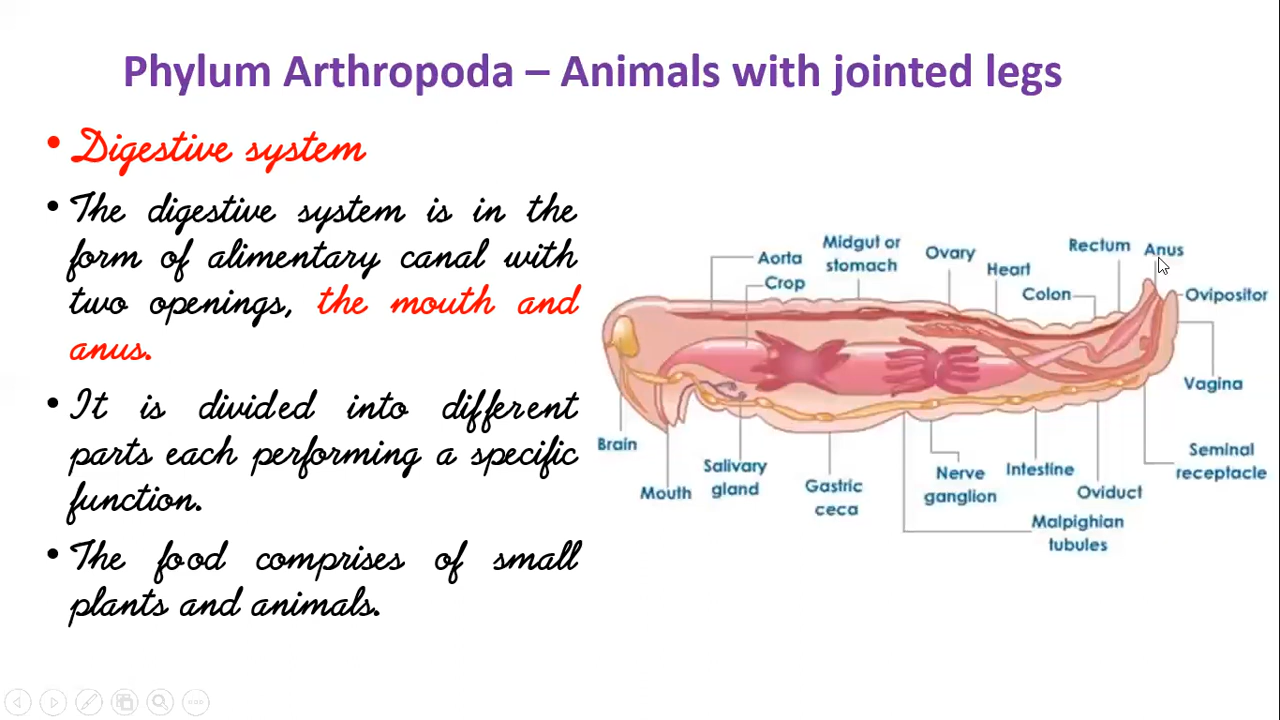 Phylum Arthropoda – Animals with jointed legs
• Digestive system
• The digestive system is in the
form of alimentary canal with
two openings, the mouth and
anus.
• It is divided into different
parts each performing a specific
function.
• The food comprises of small
plants and animals.
Aorta
Crop
Midgut or
stomach
Ovary
Heart
Colon
Rectum
Anus
Ovipositor
Vagina
Seminal
receptacle
Brain
Mouth
Salivary
gland
Gastric
ceca
Nerve
ganglion
Intestine
Oviduct
Malpighian
tubules